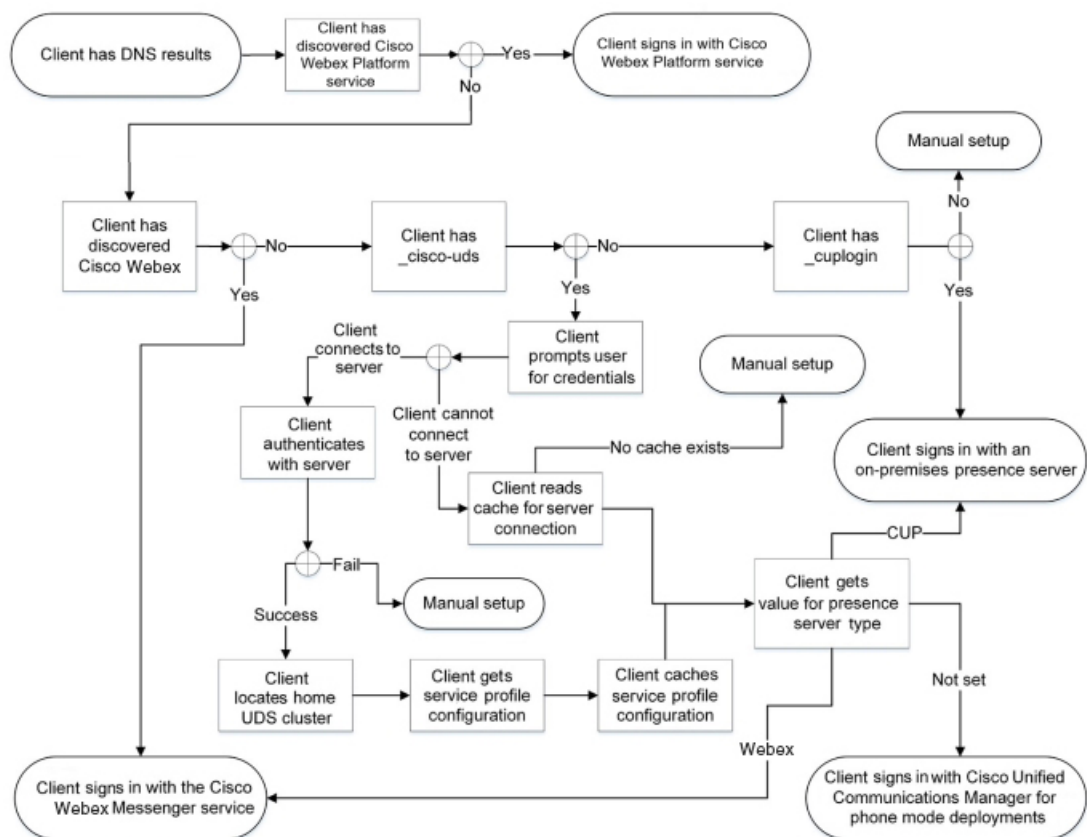 Client has DNS results
Client has
discovered Cisco
Webex Platform
service
Yes
Client signs in with Cisco
Webex Platform service
No
Manual setup
No
Client has
discovered
Cisco Webex
No
Client has
_cisco-uds
No
Client has
_cuplogin
Yes
Yes
Yes
Client
connects to
server
Client
prompts user
for credentials
Manual setup
Client
authenticates
with server
Client cannot
connect
to server
No cache exists
Client signs in with an
on-premises presence server
Client reads
cache for server
connection
CUP
Fail
Manual setup
Client gets
value for presence
server type
Success
Client
locates home
UDS cluster
Client gets
service profile
configuration
Client caches
service profile
configuration
Not set
Webex
Client signs in with the Cisco
Webex Messenger service
Client signs in with Cisco Unified
Communications Manager for
phone mode deployments